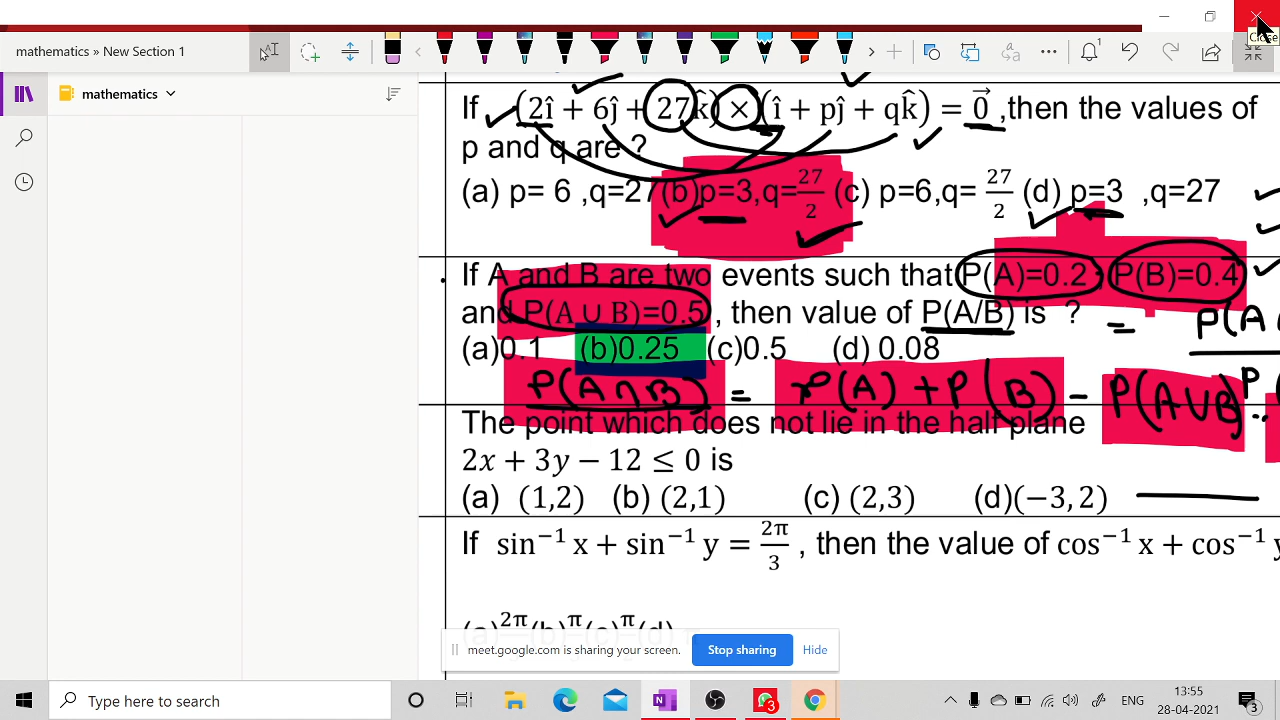 Close
mathematics » New Section 1
mathematics
If (2î + 6ĵ + 27k̂) × (î + pĵ + qk̂) = 0⃗ ,then the values of
p and q are ?
(a) p= 6 ,q=27 (b)p=3,q=27/2 (c) p=6,q= 27/2 (d) p=3 ,q=27
If A and B are two events such that P(A)=0.2 , P(B)=0.4
and P(A ∪ B)=0.5 , then value of P(A/B) is ? = P(A
(a)0.1 (b)0.25 (c)0.5 (d) 0.08
P(A∩B) = P(A) + P(B) - P(A∪B) P
The point which does not lie in the half plane
2x + 3y − 12 ≤ 0 is
(a) (1,2) (b) (2,1) (c) (2,3) (d)(−3, 2)
If sin⁻¹ x + sin⁻¹ y = 2π/3 , then the value of cos⁻¹ x + cos⁻¹ y
(a) 2π (b) π (c) π (d)
meet.google.com is sharing your screen. Stop sharing Hide
Type here to search
3
ENG
13:55
28-04-2021
3